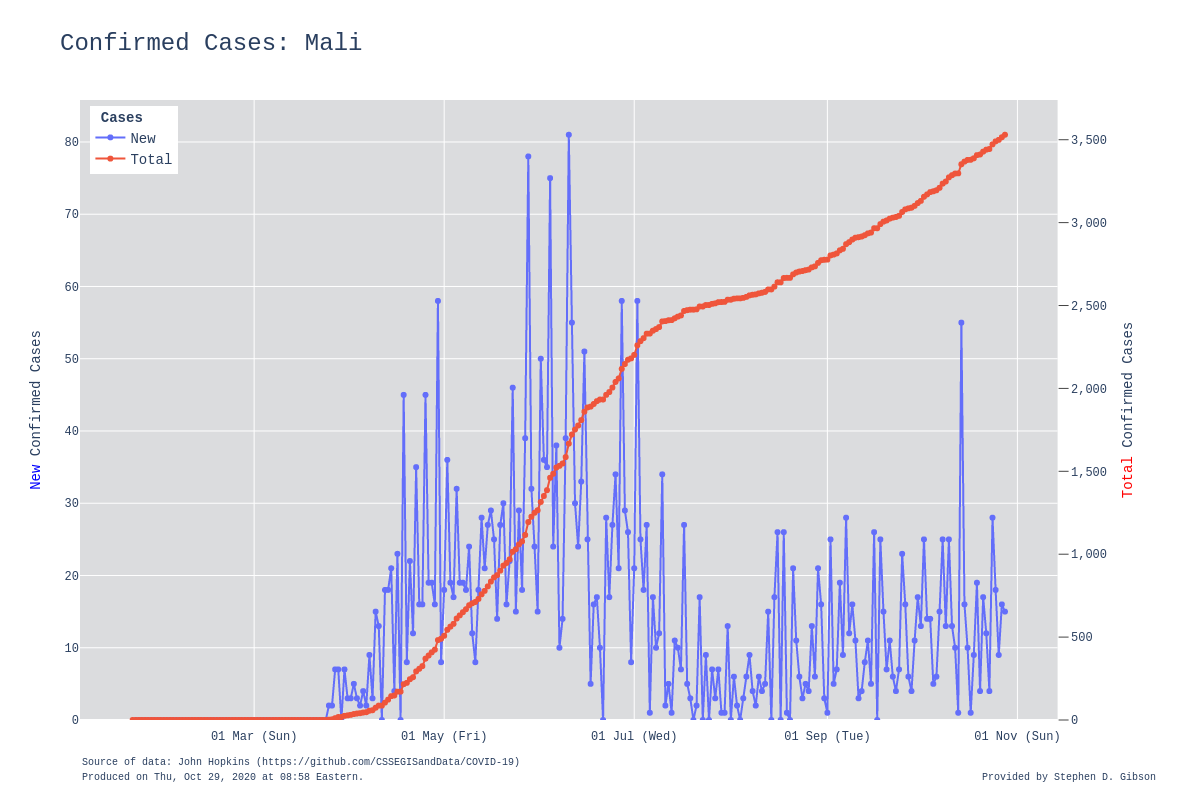 Confirmed Cases: Mali
Cases
New
Total
80
70
60
50
40
30
20
10
0
New Confirmed Cases
3,500
3,000
2,500
2,000
1,500
1,000
500
0
Total Confirmed Cases
01 Mar (Sun)
01 May (Fri)
01 Jul (Wed)
01 Sep (Tue)
01 Nov (Sun)
Source of data: John Hopkins (https://github.com/CSSEGISandData/COVID-19)
Produced on Thu, Oct 29, 2020 at 08:58 Eastern.
Provided by Stephen D. Gibson